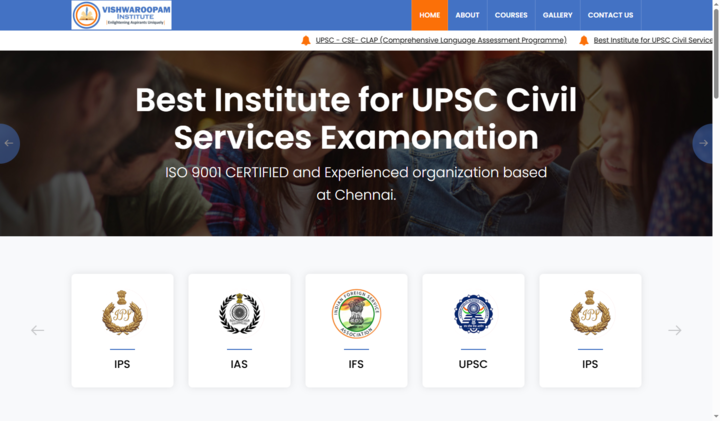 VISHWAROOPAM
INSTITUTE
Enlightening Aspirants Uniquely
HOME ABOUT COURSES GALLERY CONTACT US
UPSC - CSE- CLAP (Comprehensive Language Assessment Programme) Best Institute for UPSC Civil Service
Best Institute for UPSC Civil
Services Examonation
ISO 9001 CERTIFIED and Experienced organization based
at Chennai.
INDIAN FOREIGN SERVICE
ASSOCIATION
IPS IAS IFS UPSC IPS